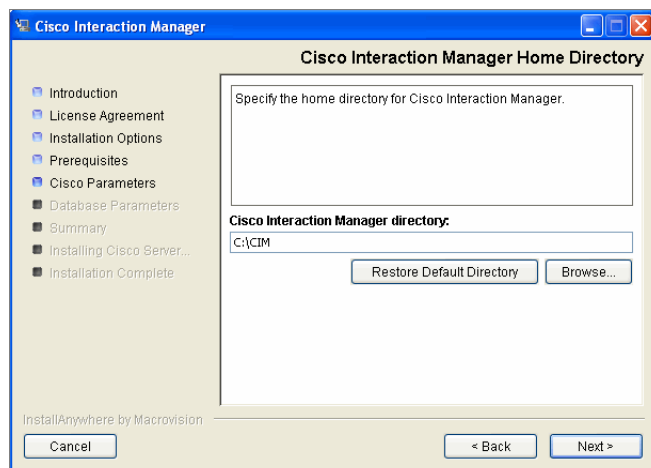 Cisco Interaction Manager
Cisco Interaction Manager Home Directory
Introduction
License Agreement
Installation Options
Prerequisites
Cisco Parameters
Database Parameters
Summary
Installing Cisco Server...
Installation Complete
Specify the home directory for Cisco Interaction Manager.
Cisco Interaction Manager directory:
C:\CIM
Restore Default Directory
Browse...
InstallAnywhere by Macrovision
Cancel
< Back
Next >